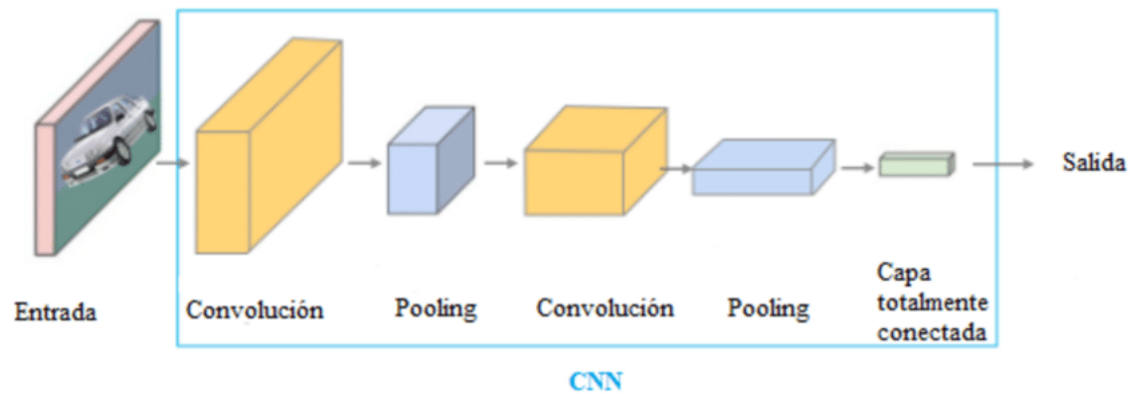 Entrada
Convolución
Pooling
Convolución
Pooling
Capa
totalmente
conectada
Salida
CNN